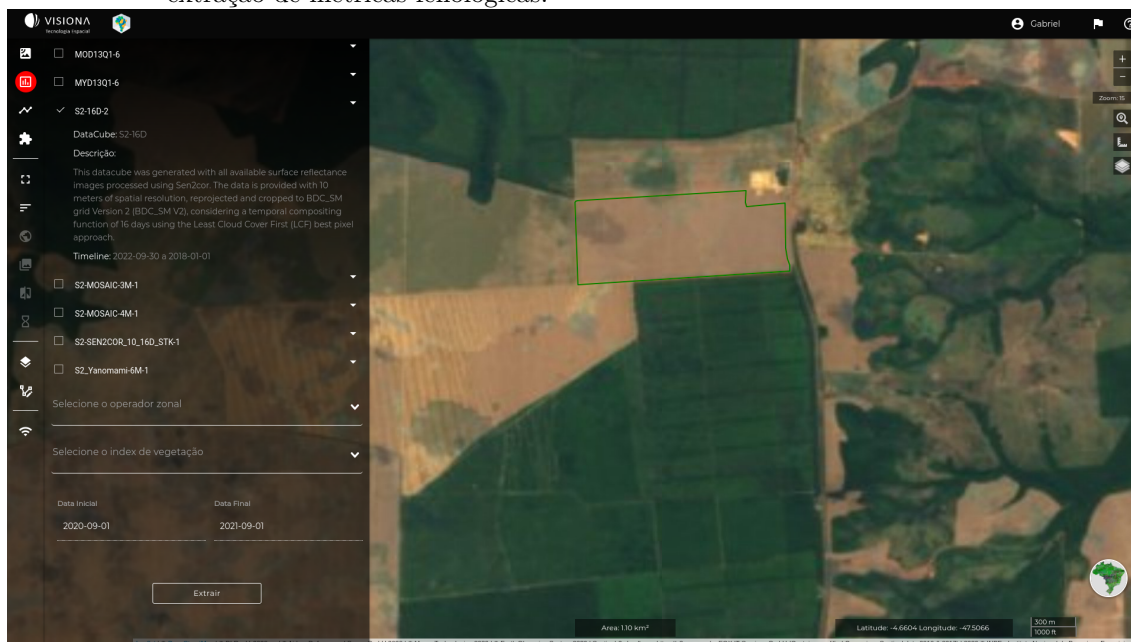 extração de métricas fenológicas.
VISIONA
tecnologia espacial
Gabriel
MOD13Q1-6
MYD13Q1-6
S2-16D-2
DataCube: S2-16D
Descrição:
This datacube was generated with all available surface reflectance
images processed using Sen2cor. The data is provided with 10
meters of spatial resolution, reprojected and cropped to BDC_SM
grid Version 2 (BDC_SM V2), considering a temporal compositing
function of 16 days using the Least Cloud Cover First (LCF) best pixel
approach.
Timeline: 2022-09-30 a 2018-01-01
S2-MOSAIC-3M-1
S2-MOSAIC-4M-1
S2-SEN2COR_10_16D_STK-1
S2_Yanomami-6M-1
Selecione o operador zonal
Selecione o index de vegetação
Data Inicial
Data Final
2020-09-01
2021-09-01
Extrair
+
−
Zoom: 15
Area: 1.10 km²
Latitude: -4.6604 Longitude: -47.5066
300 m
1000 ft